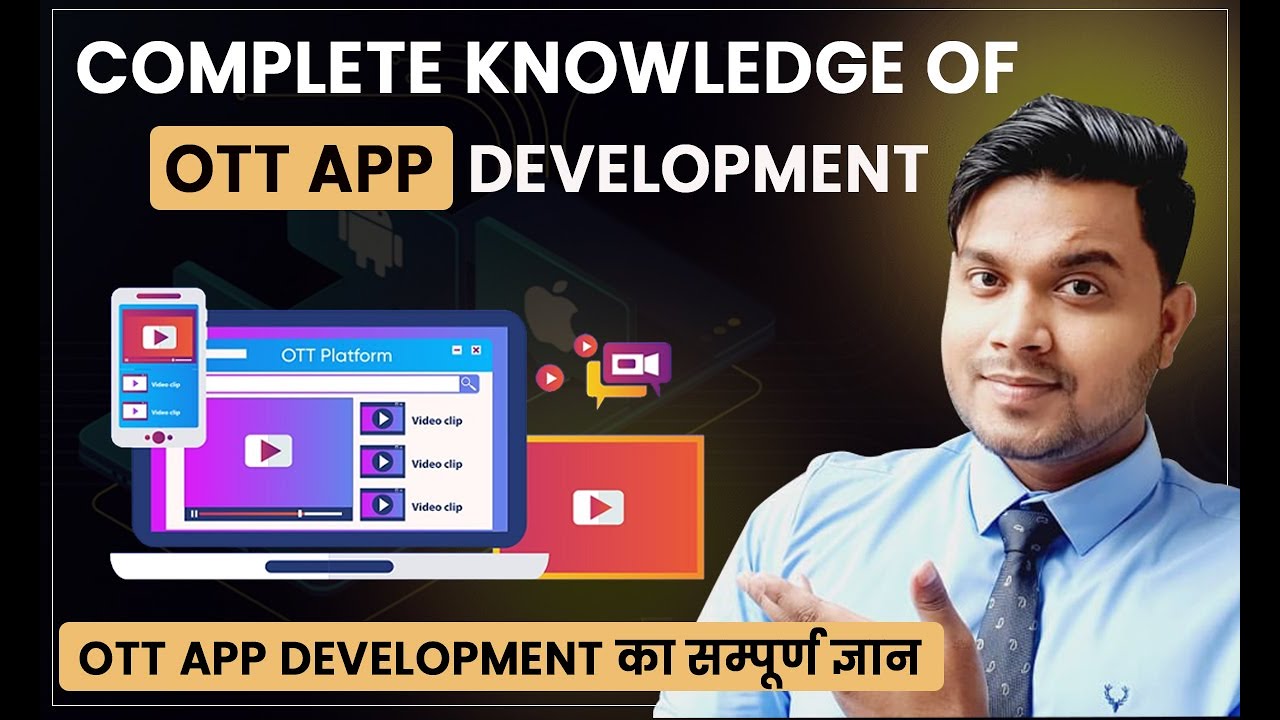 COMPLETE KNOWLEDGE OF
OTT APP DEVELOPMENT
OTT Platform
Video clip
Video clip
Video clip
Video clip
Video clip
OTT APP DEVELOPMENT का सम्पूर्ण ज्ञान